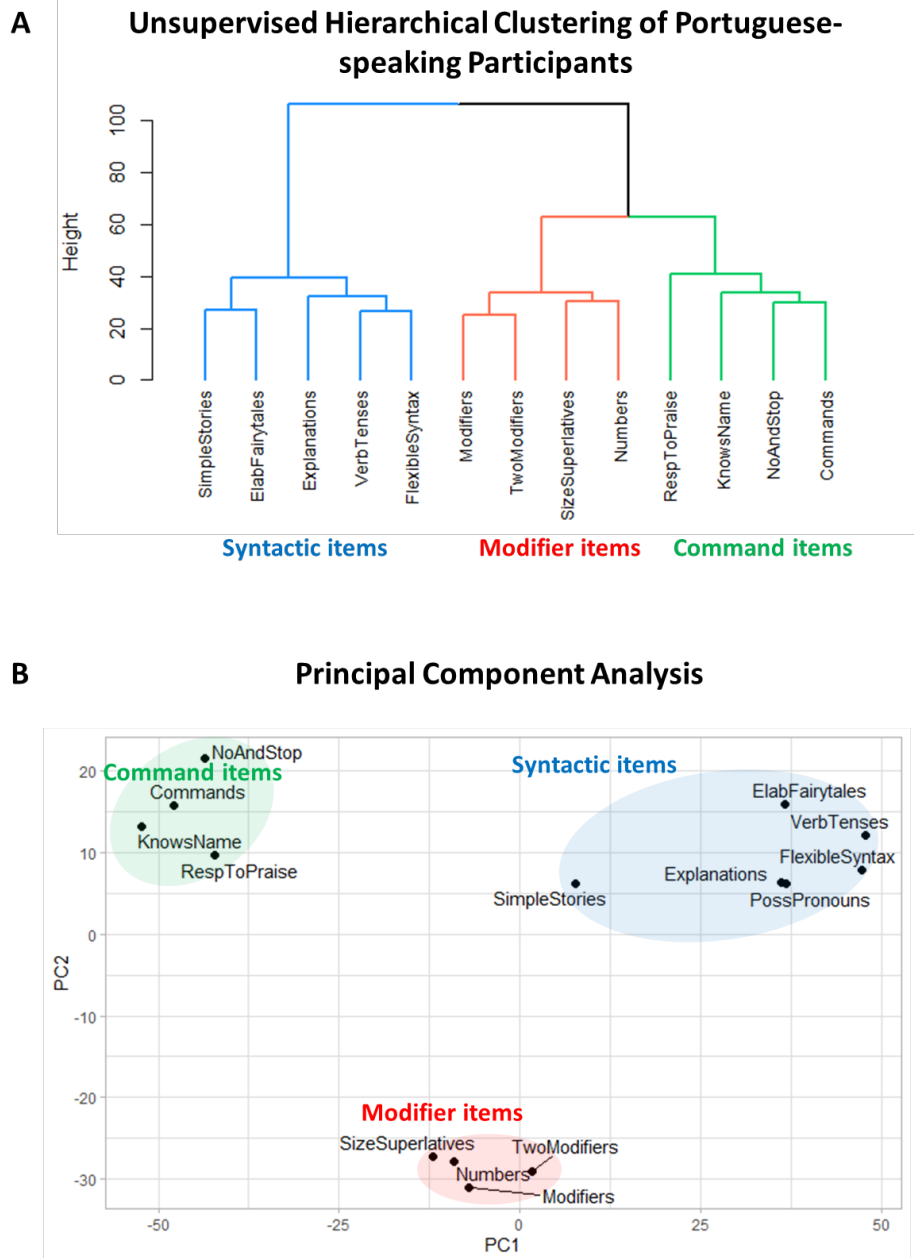 A
Unsupervised Hierarchical Clustering of Portuguese-
speaking Participants
Height
100
80
60
40
20
0
SimpleStories
ElabFairytales
Explanations
VerbTenses
FlexibleSyntax
Modifiers
TwoModifiers
SizeSuperlatives
Numbers
RespToPraise
KnowsName
NoAndStop
Commands
Syntactic items
Modifier items
Command items
B
Principal Component Analysis
PC2
20
10
0
-10
-20
-30
NoAndStop
Command items
Commands
KnowsName
RespToPraise
Syntactic items
ElabFairytales
VerbTenses
FlexibleSyntax
Explanations
PossPronouns
SimpleStories
Modifier items
SizeSuperlatives
TwoModifiers
Numbers
Modifiers
-50
-25
0
25
50
PC1